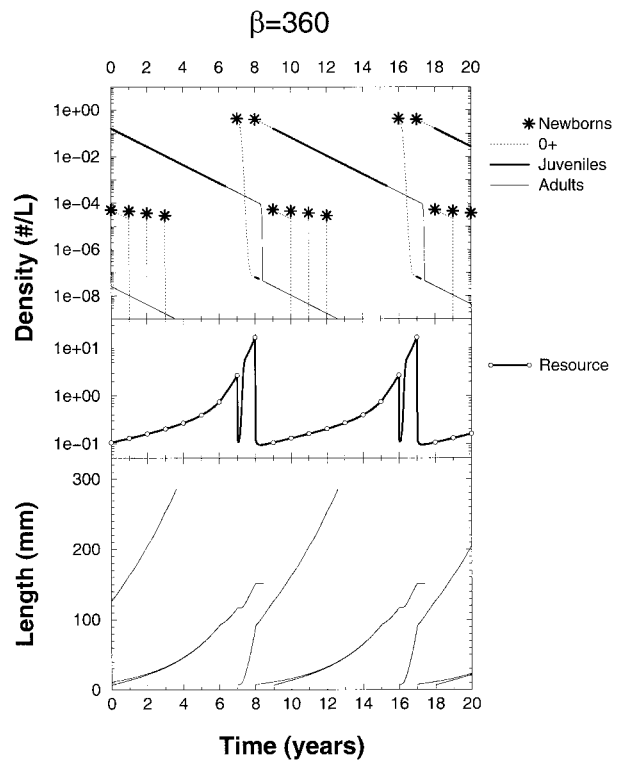 β=360
0 2 4 6 8 10 12 14 16 18 20
1e+00
1e−02
1e−04
1e−06
1e−08
Density (#/L)
Newborns
0+
Juveniles
Adults
1e+01
1e+00
1e−01
Resource
300
200
100
0
Length (mm)
0 2 4 6 8 10 12 14 16 18 20
Time (years)